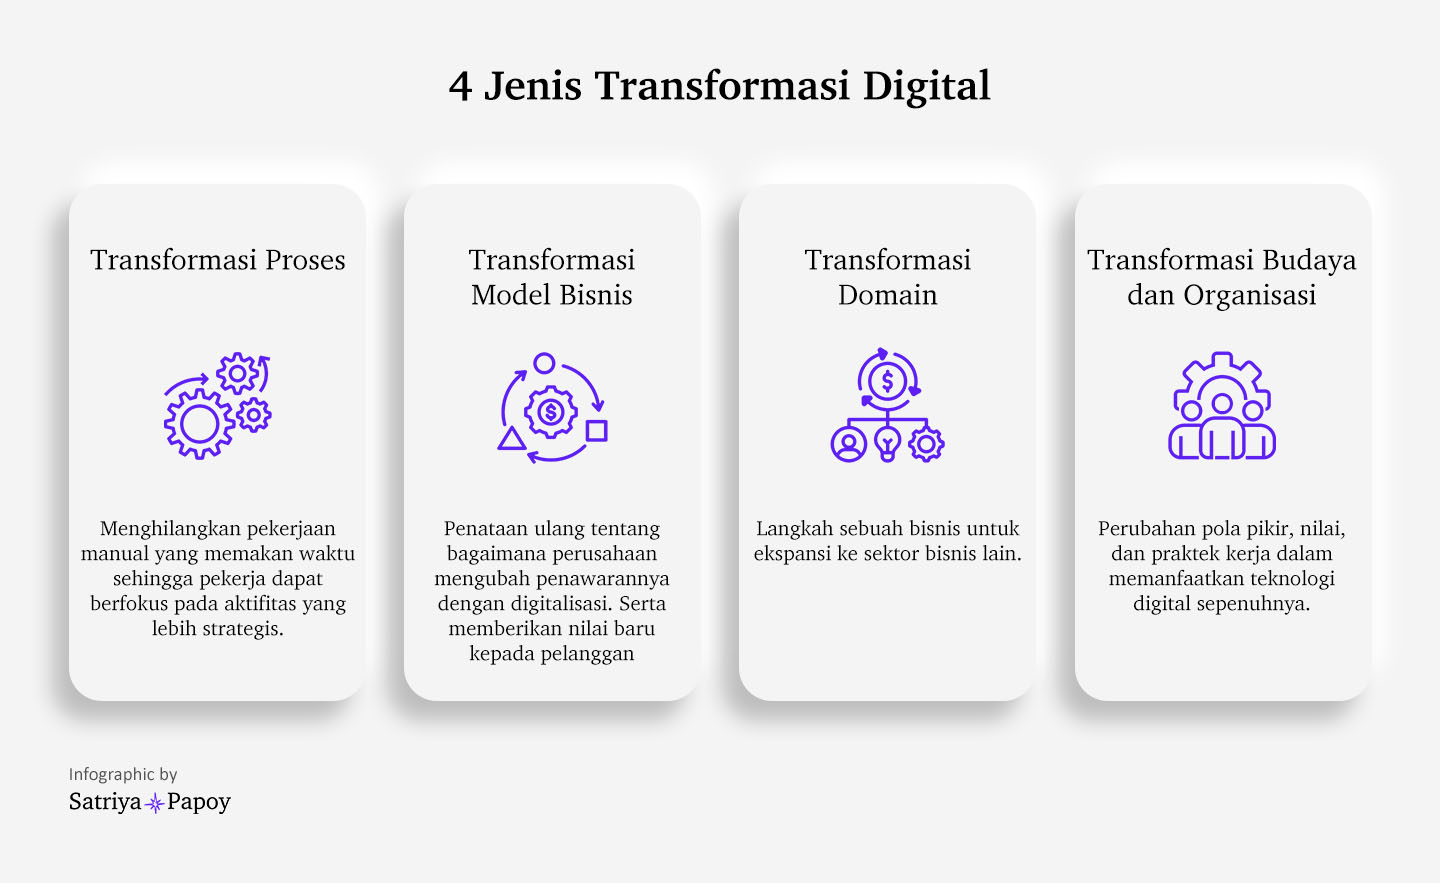 4 Jenis Transformasi Digital
Transformasi Proses
Menghilangkan pekerjaan
manual yang memakan waktu
sehingga pekerja dapat
berfokus pada aktifitas yang
lebih strategis.
Transformasi
Model Bisnis
$
Penataan ulang tentang
bagaimana perusahaan
mengubah penawarannya
dengan digitalisasi. Serta
memberikan nilai baru
kepada pelanggan
Transformasi
Domain
$
Langkah sebuah bisnis untuk
ekspansi ke sektor bisnis lain.
Transformasi Budaya
dan Organisasi
Perubahan pola pikir, nilai,
dan praktek kerja dalam
memanfaatkan teknologi
digital sepenuhnya.
Infographic by
Satriya Papoy